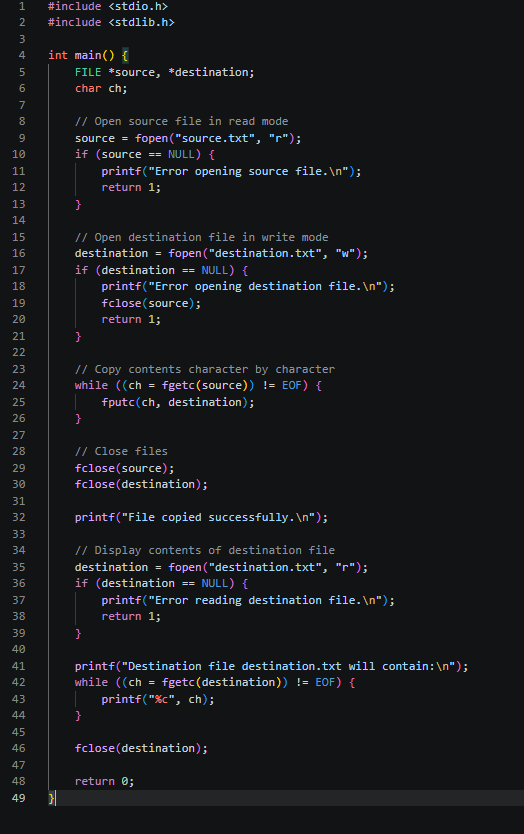 1 #include <stdio.h>
2 #include <stdlib.h>
3
4 int main() {
5     FILE *source, *destination;
6     char ch;
7
8     // Open source file in read mode
9     source = fopen("source.txt", "r");
10     if (source == NULL) {
11         printf("Error opening source file.\n");
12         return 1;
13     }
14
15     // Open destination file in write mode
16     destination = fopen("destination.txt", "w");
17     if (destination == NULL) {
18         printf("Error opening destination file.\n");
19         fclose(source);
20         return 1;
21     }
22
23     // Copy contents character by character
24     while ((ch = fgetc(source)) != EOF) {
25         fputc(ch, destination);
26     }
27
28     // Close files
29     fclose(source);
30     fclose(destination);
31
32     printf("File copied successfully.\n");
33
34     // Display contents of destination file
35     destination = fopen("destination.txt", "r");
36     if (destination == NULL) {
37         printf("Error reading destination file.\n");
38         return 1;
39     }
40
41     printf("Destination file destination.txt will contain:\n");
42     while ((ch = fgetc(destination)) != EOF) {
43         printf("%c", ch);
44     }
45
46     fclose(destination);
47
48     return 0;
49 }